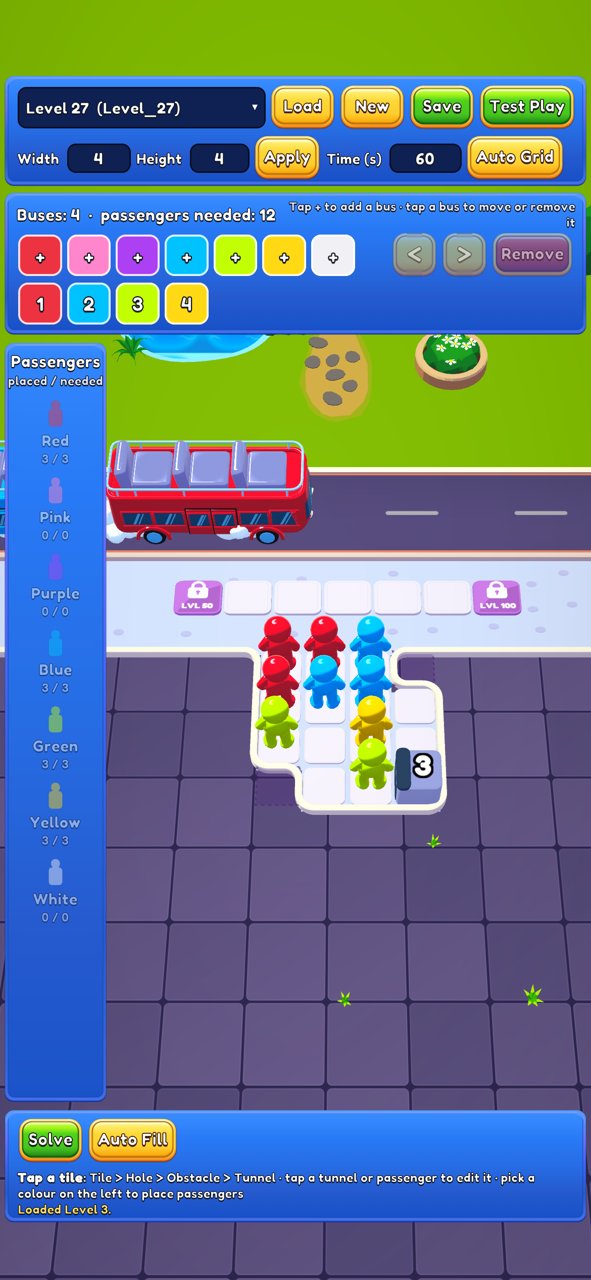 Level 27 (Level_27)
Load
New
Save
Test Play
Width
4
Height
4
Apply
Time (s)
60
Auto Grid
Buses: 4 · passengers needed: 12
Tap + to add a bus · tap a bus to move or remove
it
+ + + + + + +
< > Remove
1 2 3 4
Passengers
placed / needed
Red
3 / 3
Pink
0 / 0
Purple
0 / 0
Blue
3 / 3
Green
3 / 3
Yellow
3 / 3
White
0 / 0
LVL 50
LVL 100
3
Solve
Auto Fill
Tap a tile: Tile > Hole > Obstacle > Tunnel · tap a tunnel or passenger to edit it · pick a
colour on the left to place passengers
Loaded Level 3.